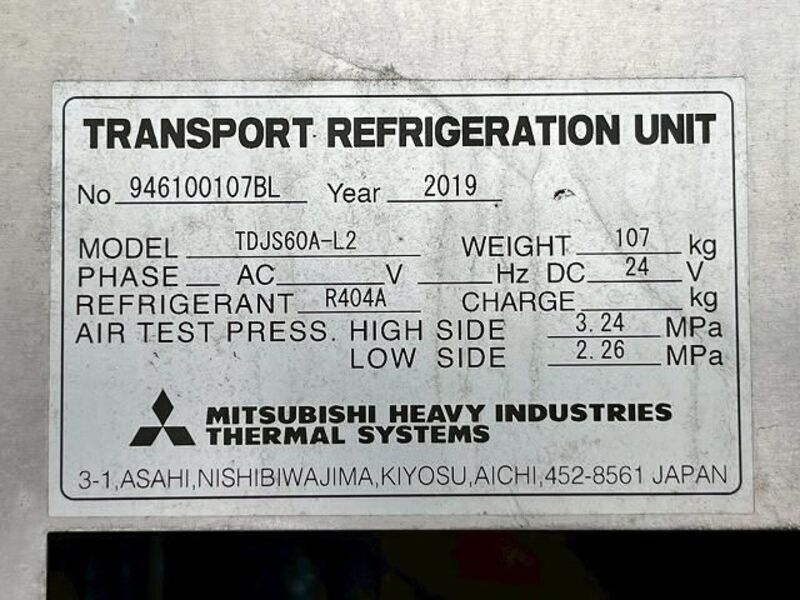 TRANSPORT REFRIGERATION UNIT
No 946100107BL Year 2019
MODEL TDJS60A-L2 WEIGHT 107 kg
PHASE AC V Hz DC 24 V
REFRIGERANT R404A CHARGE kg
AIR TEST PRESS. HIGH SIDE 3.24 MPa
LOW SIDE 2.26 MPa
MITSUBISHI HEAVY INDUSTRIES
THERMAL SYSTEMS
3-1,ASAHI,NISHIBIWAJIMA,KIYOSU,AICHI,452-8561 JAPAN